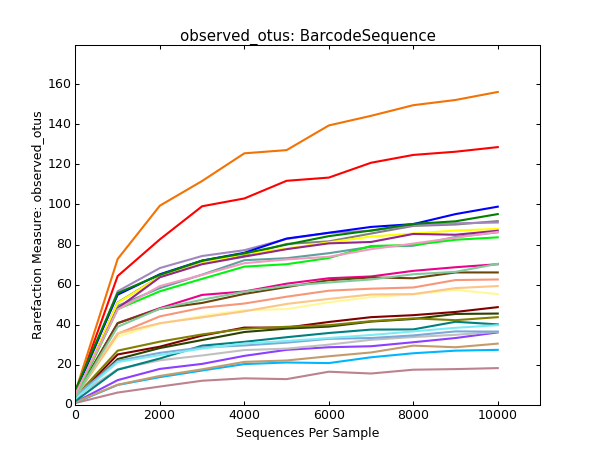 observed_otus: BarcodeSequence
160
140
120
100
80
60
40
20
0
Rarefaction Measure: observed_otus
0 2000 4000 6000 8000 10000
Sequences Per Sample